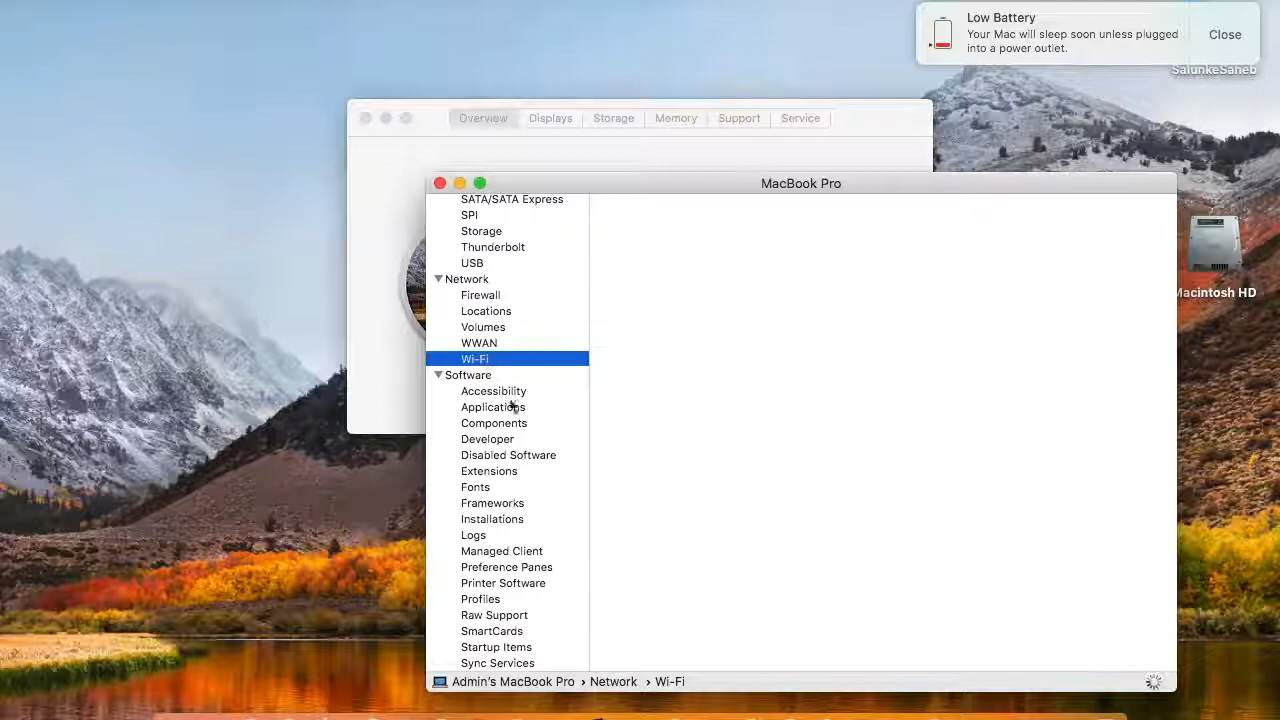 Low Battery
Your Mac will sleep soon unless plugged
into a power outlet.
Close
SalunkeSaheb
Overview
Displays
Storage
Memory
Support
Service
MacBook Pro
SATA/SATA Express
SPI
Storage
Thunderbolt
USB
Network
Firewall
Locations
Volumes
WWAN
Wi-Fi
Software
Accessibility
Applications
Components
Developer
Disabled Software
Extensions
Fonts
Frameworks
Installations
Logs
Managed Client
Preference Panes
Printer Software
Profiles
Raw Support
SmartCards
Startup Items
Sync Services
Macintosh HD
Admin's MacBook Pro › Network › Wi-Fi